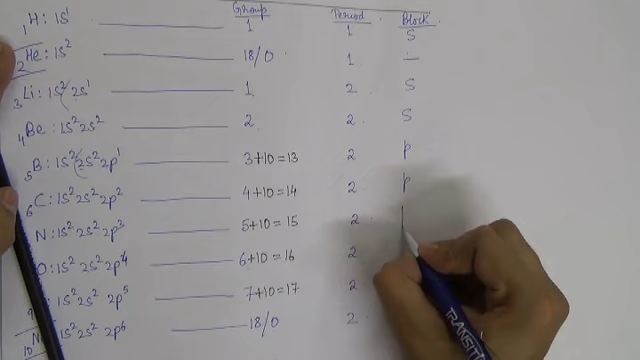 Group Period Block
1H: 1s1 1 1 S
2He: 1s2 18/0 1 —
3Li: 1s2 2s1 1 2 S
4Be: 1s2 2s2 2 2 S
5B: 1s2 2s2 2p1 3+10=13 2 p
6C: 1s2 2s2 2p2 4+10=14 2 p
N: 1s2 2s2 2p3 5+10=15 2
O: 1s2 2s2 2p4 6+10=16 2
1s2 2s2 2p5 7+10=17 2
10N 1s2 2s2 2p6 18/0 2
TRANSIT